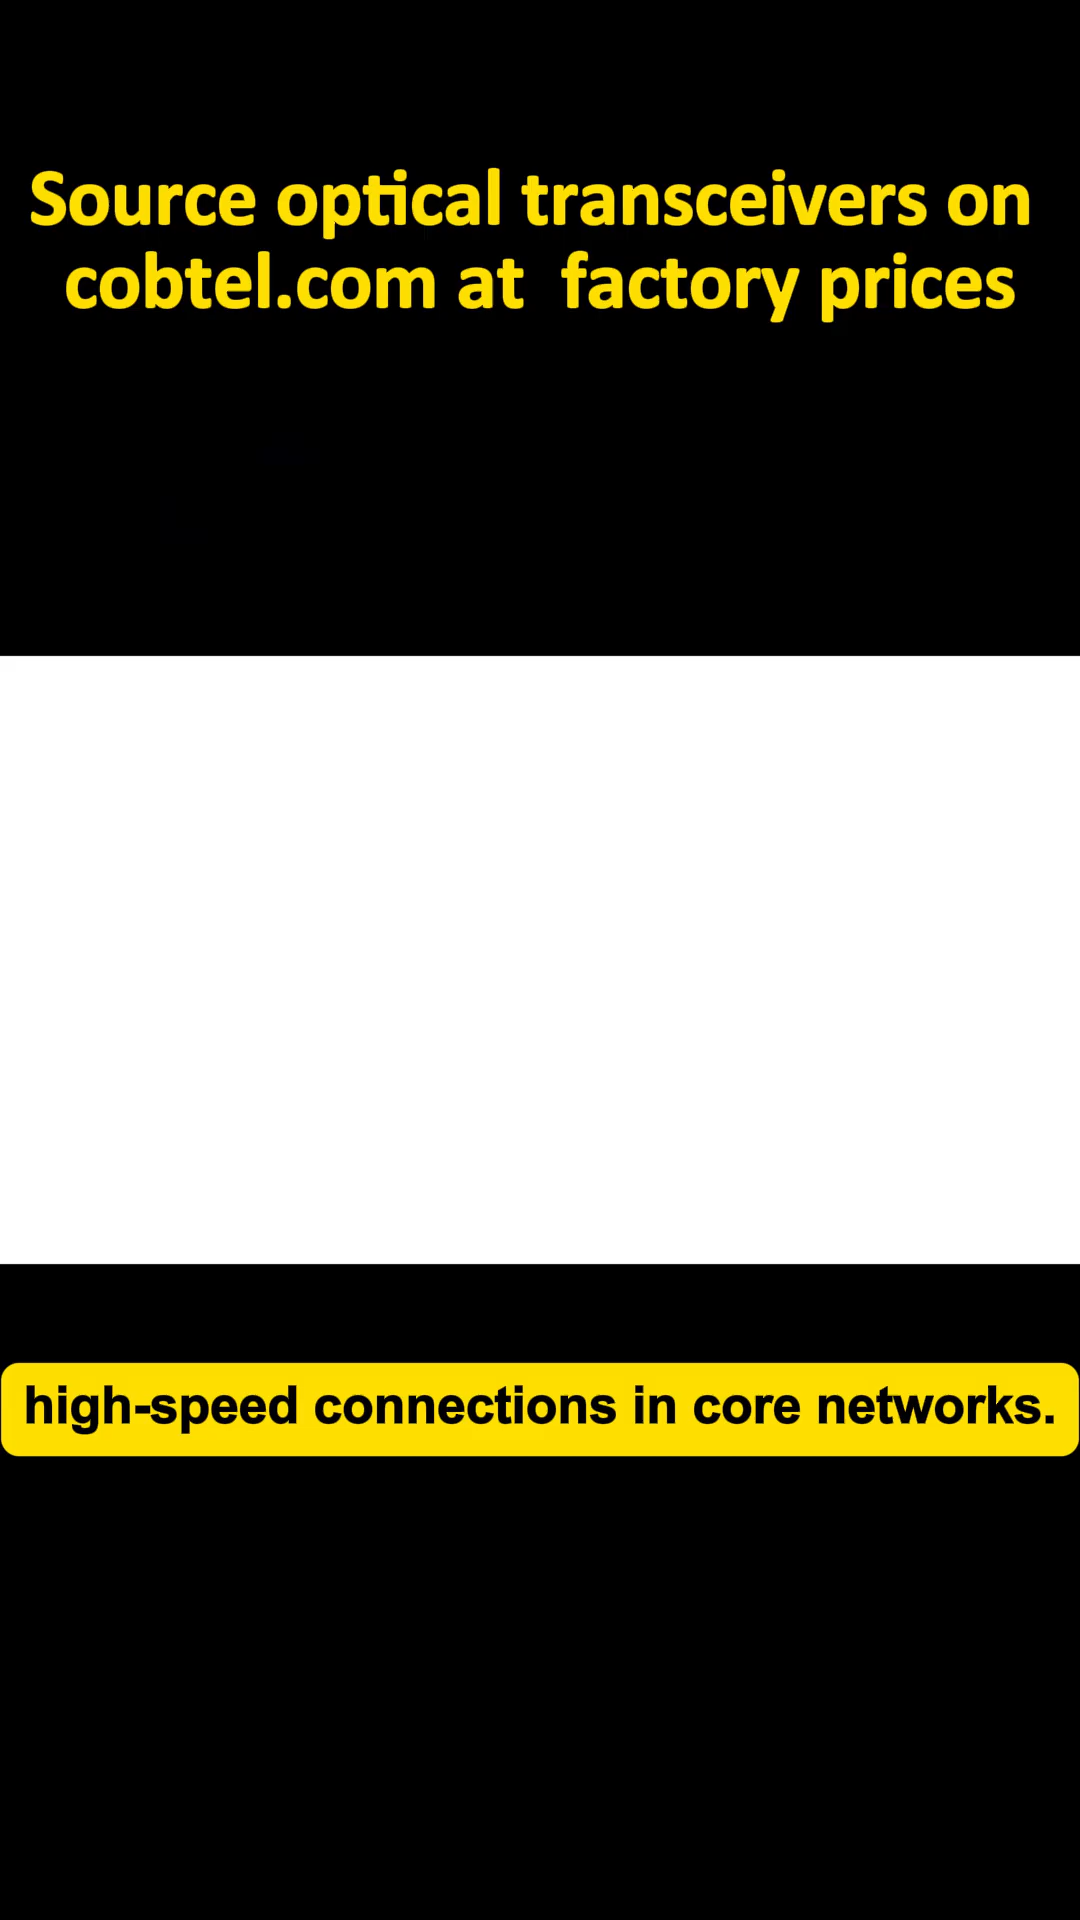 Source optical transceivers on
cobtel.com at  factory prices
high-speed connections in core networks.